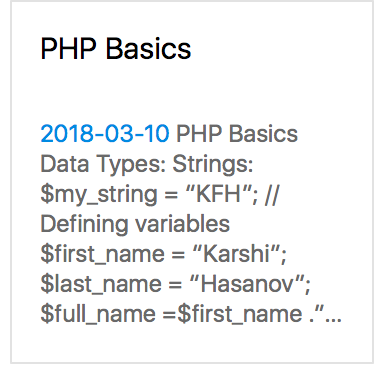 PHP Basics
2018-03-10 PHP Basics
Data Types: Strings:
$my_string = “KFH”; //
Defining variables
$first_name = “Karshi”;
$last_name = “Hasanov”;
$full_name =$first_name .”...